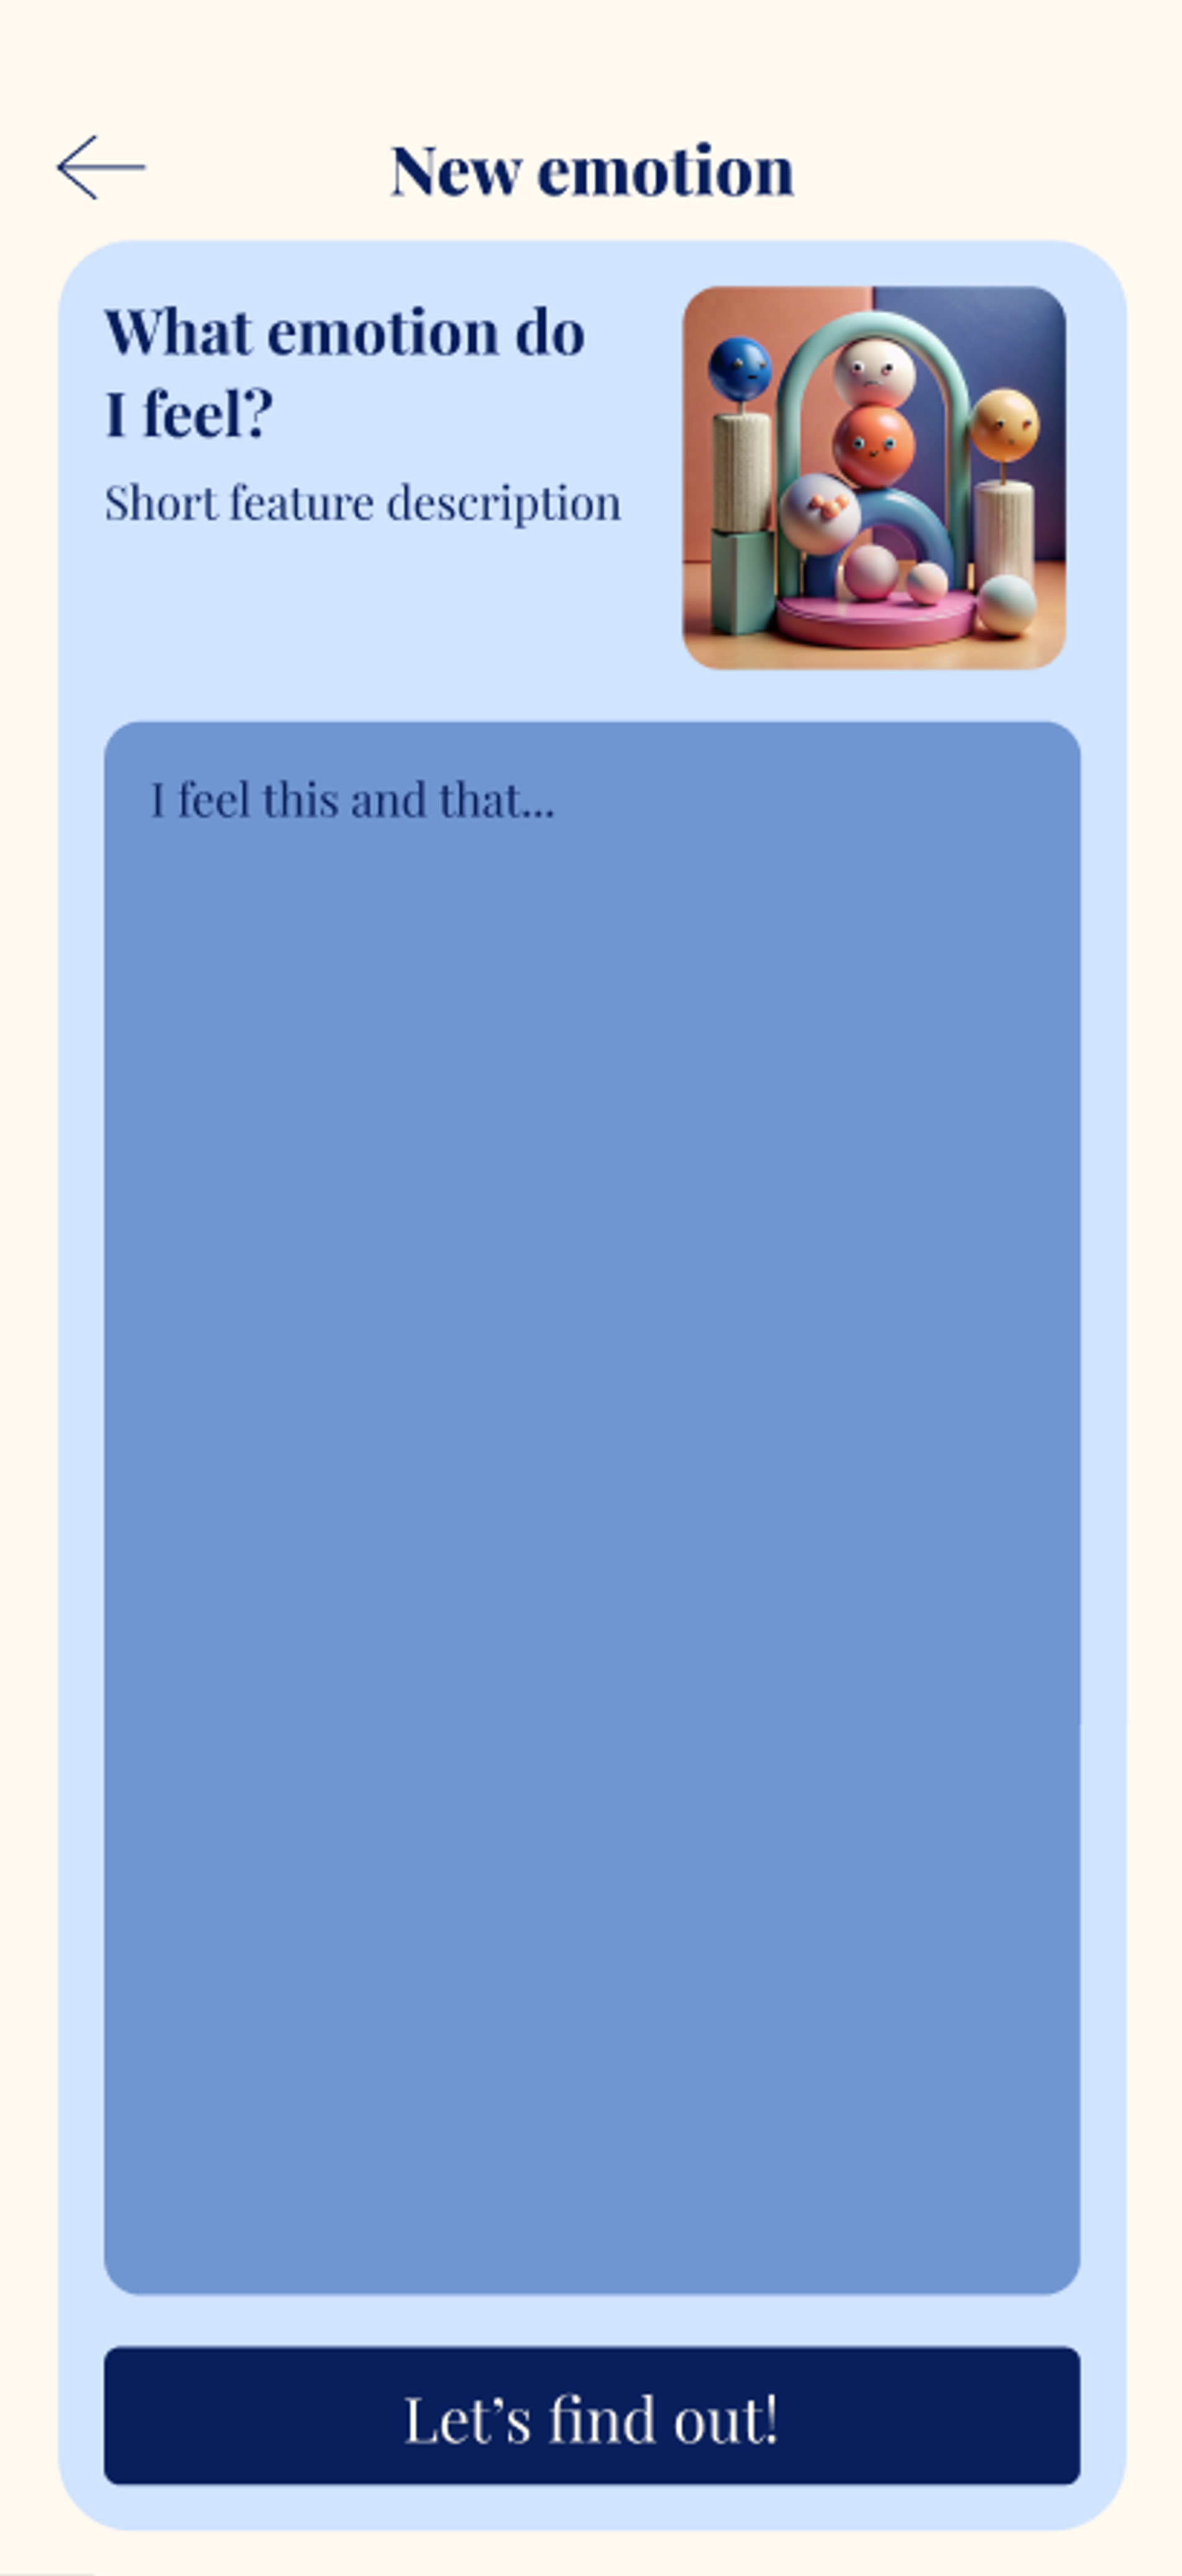 New emotion
What emotion do
I feel?
Short feature description
I feel this and that...
Let’s find out!